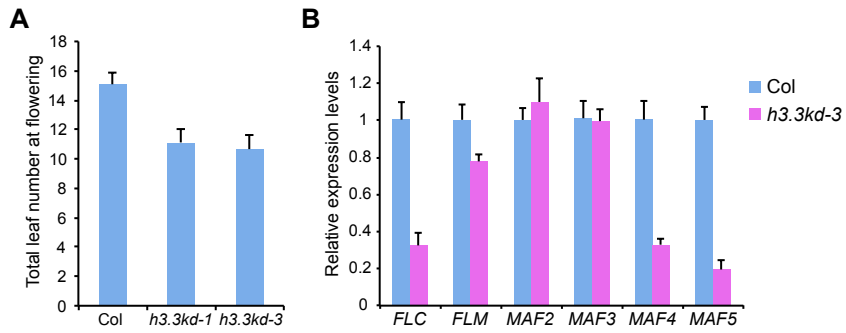 A
Total leaf number at flowering
18
16
14
12
10
8
6
4
2
0
Col h3.3kd-1 h3.3kd-3
B
Relative expression levels
1.4
1.2
1
0.8
0.6
0.4
0.2
0
FLC FLM MAF2 MAF3 MAF4 MAF5
Col
h3.3kd-3